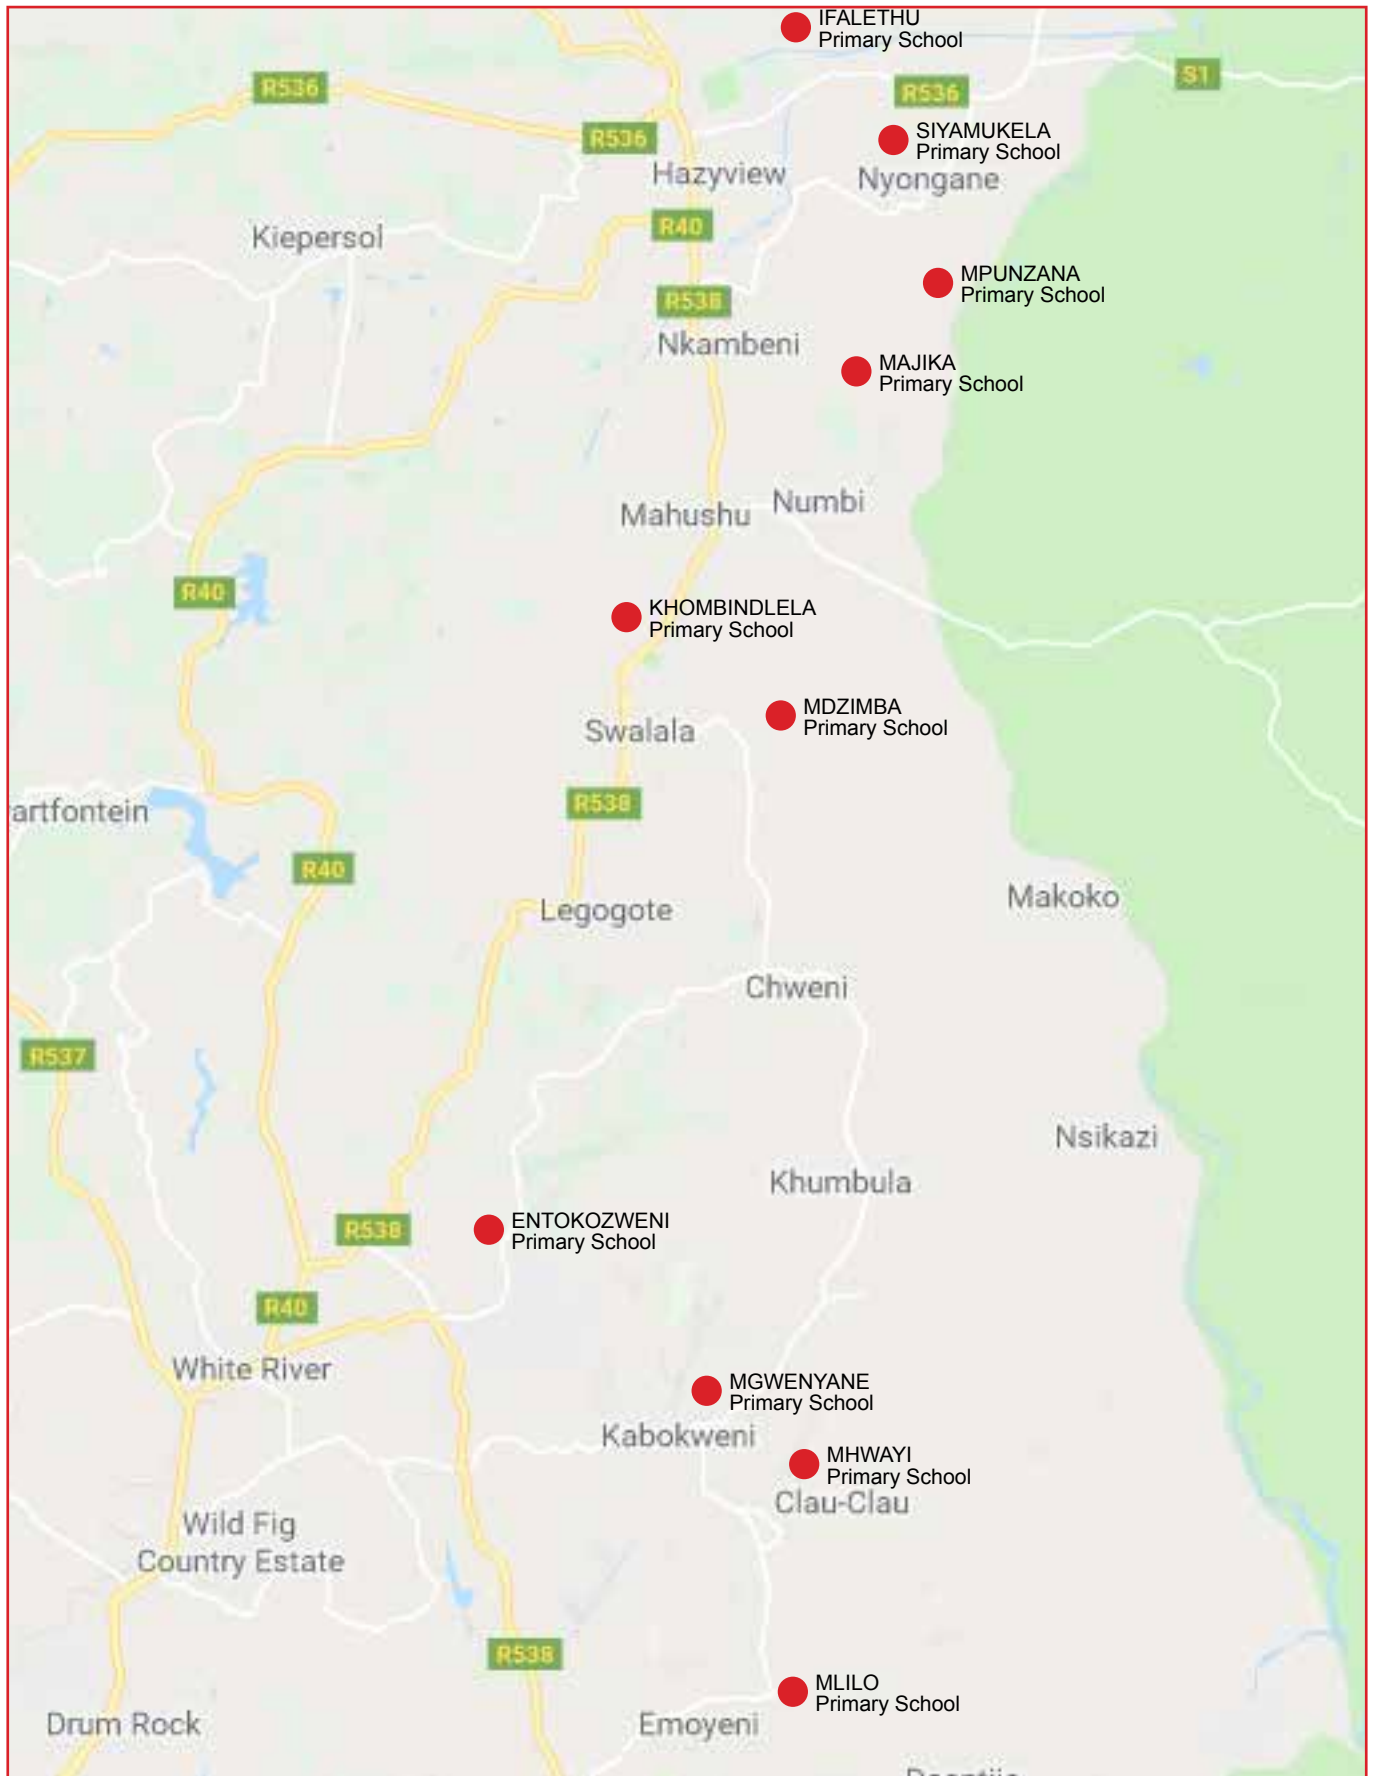 IFALETHU
Primary School
S1
R536
R536
SIYAMUKELA
Primary School
R536
Hazyview
Nyongane
R40
Kiepersol
MPUNZANA
Primary School
R538
Nkambeni
MAJIKA
Primary School
Numbi
Mahushu
R40
KHOMBINDLELA
Primary School
MDZIMBA
Primary School
Swalala
R538
artfontein
R40
Makoko
Legogote
Chweni
R537
Nsikazi
Khumbula
ENTOKOZWENI
Primary School
R538
R40
White River
MGWENYANE
Primary School
Kabokweni
MHWAYI
Primary School
Clau-Clau
Wild Fig
Country Estate
R538
MLILO
Primary School
Drum Rock
Emoyeni